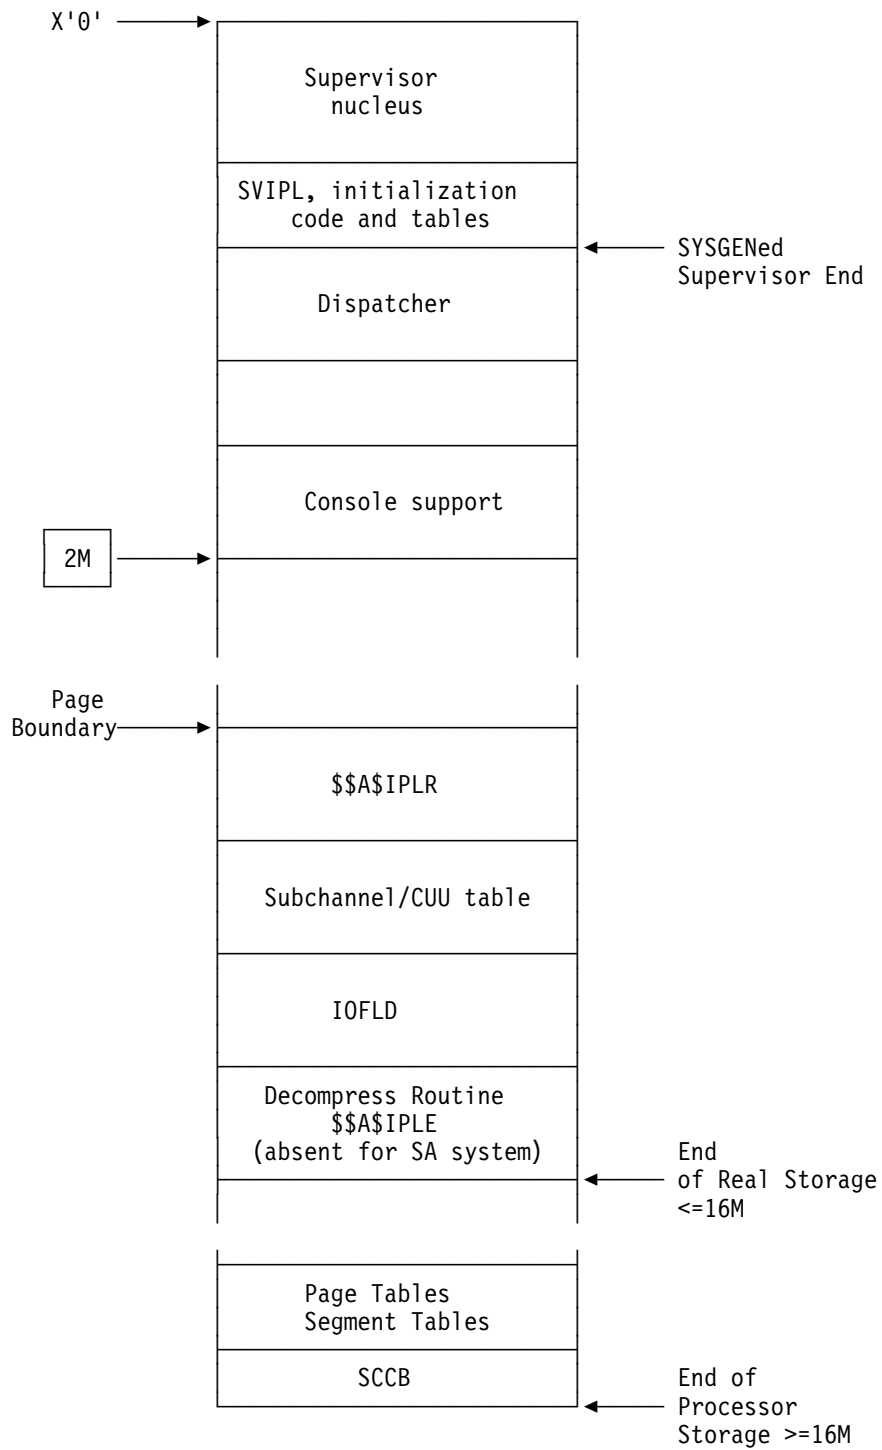 X'0'
Supervisor
nucleus
SVIPL, initialization
code and tables
SYSGENed
Supervisor End
Dispatcher
Console support
2M
Page
Boundary
$$A$IPLR
Subchannel/CUU table
IOFLD
Decompress Routine
$$A$IPLE
(absent for SA system)
End
of Real Storage
<=16M
Page Tables
Segment Tables
SCCB
End of
Processor
Storage >=16M